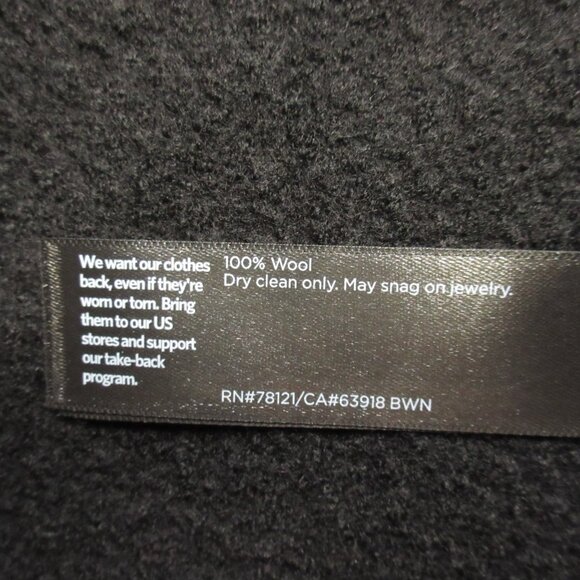 We want our clothes
back, even if they're
worn or torn. Bring
them to our US
stores and support
our take-back
program.
100% Wool
Dry clean only. May snag on jewelry.
RN#78121/CA#63918 BWN